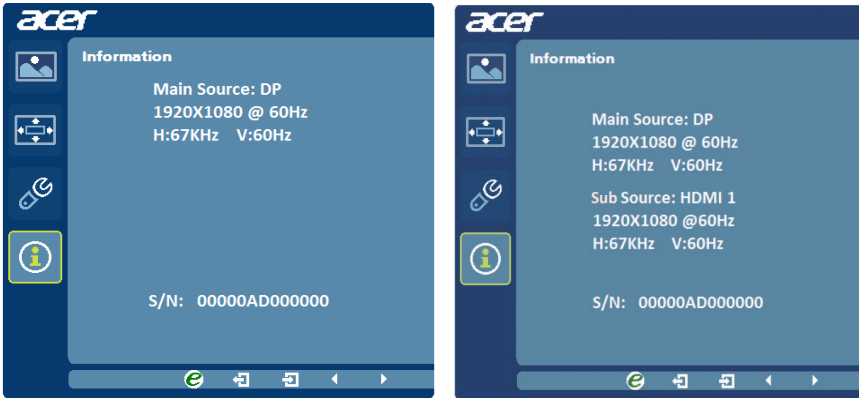 acer
Information
Main Source: DP
1920X1080 @ 60Hz
H:67KHz V:60Hz
S/N: 00000AD000000
e
acer
Information
Main Source: DP
1920X1080 @ 60Hz
H:67KHz V:60Hz
Sub Source: HDMI 1
1920X1080 @60Hz
H:67KHz V:60Hz
S/N: 00000AD000000
e